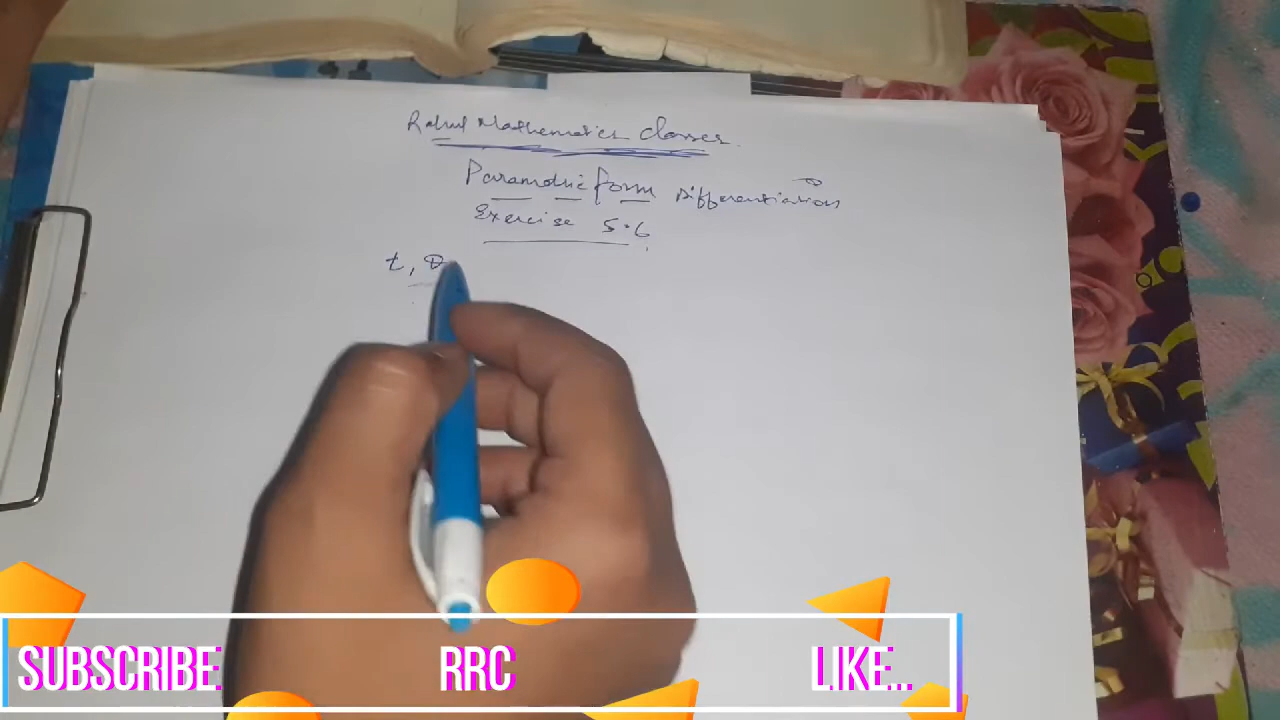 Rahul Mathematics Classes.
Parametric form Differentiation
Exercise 5.6
t, θ
SUBSCRIBE RRC LIKE...